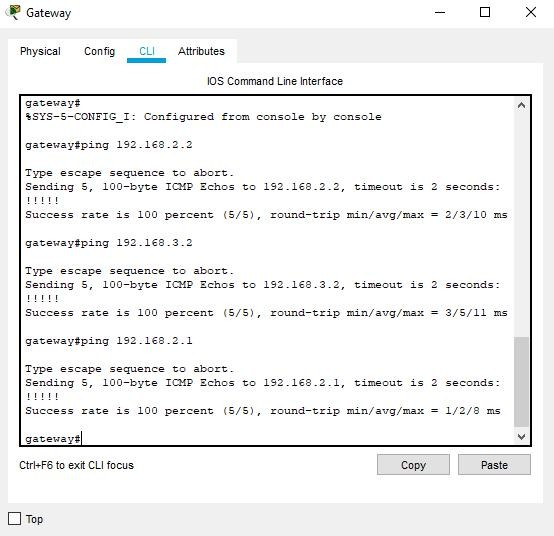 Gateway
Physical Config CLI Attributes
IOS Command Line Interface
gateway#
%SYS-5-CONFIG_I: Configured from console by console
gateway#ping 192.168.2.2
Type escape sequence to abort.
Sending 5, 100-byte ICMP Echos to 192.168.2.2, timeout is 2 seconds:
!!!!!
Success rate is 100 percent (5/5), round-trip min/avg/max = 2/3/10 ms
gateway#ping 192.168.3.2
Type escape sequence to abort.
Sending 5, 100-byte ICMP Echos to 192.168.3.2, timeout is 2 seconds:
!!!!!
Success rate is 100 percent (5/5), round-trip min/avg/max = 3/5/11 ms
gateway#ping 192.168.2.1
Type escape sequence to abort.
Sending 5, 100-byte ICMP Echos to 192.168.2.1, timeout is 2 seconds:
!!!!!
Success rate is 100 percent (5/5), round-trip min/avg/max = 1/2/8 ms
gateway#
Ctrl+F6 to exit CLI focus Copy Paste
Top